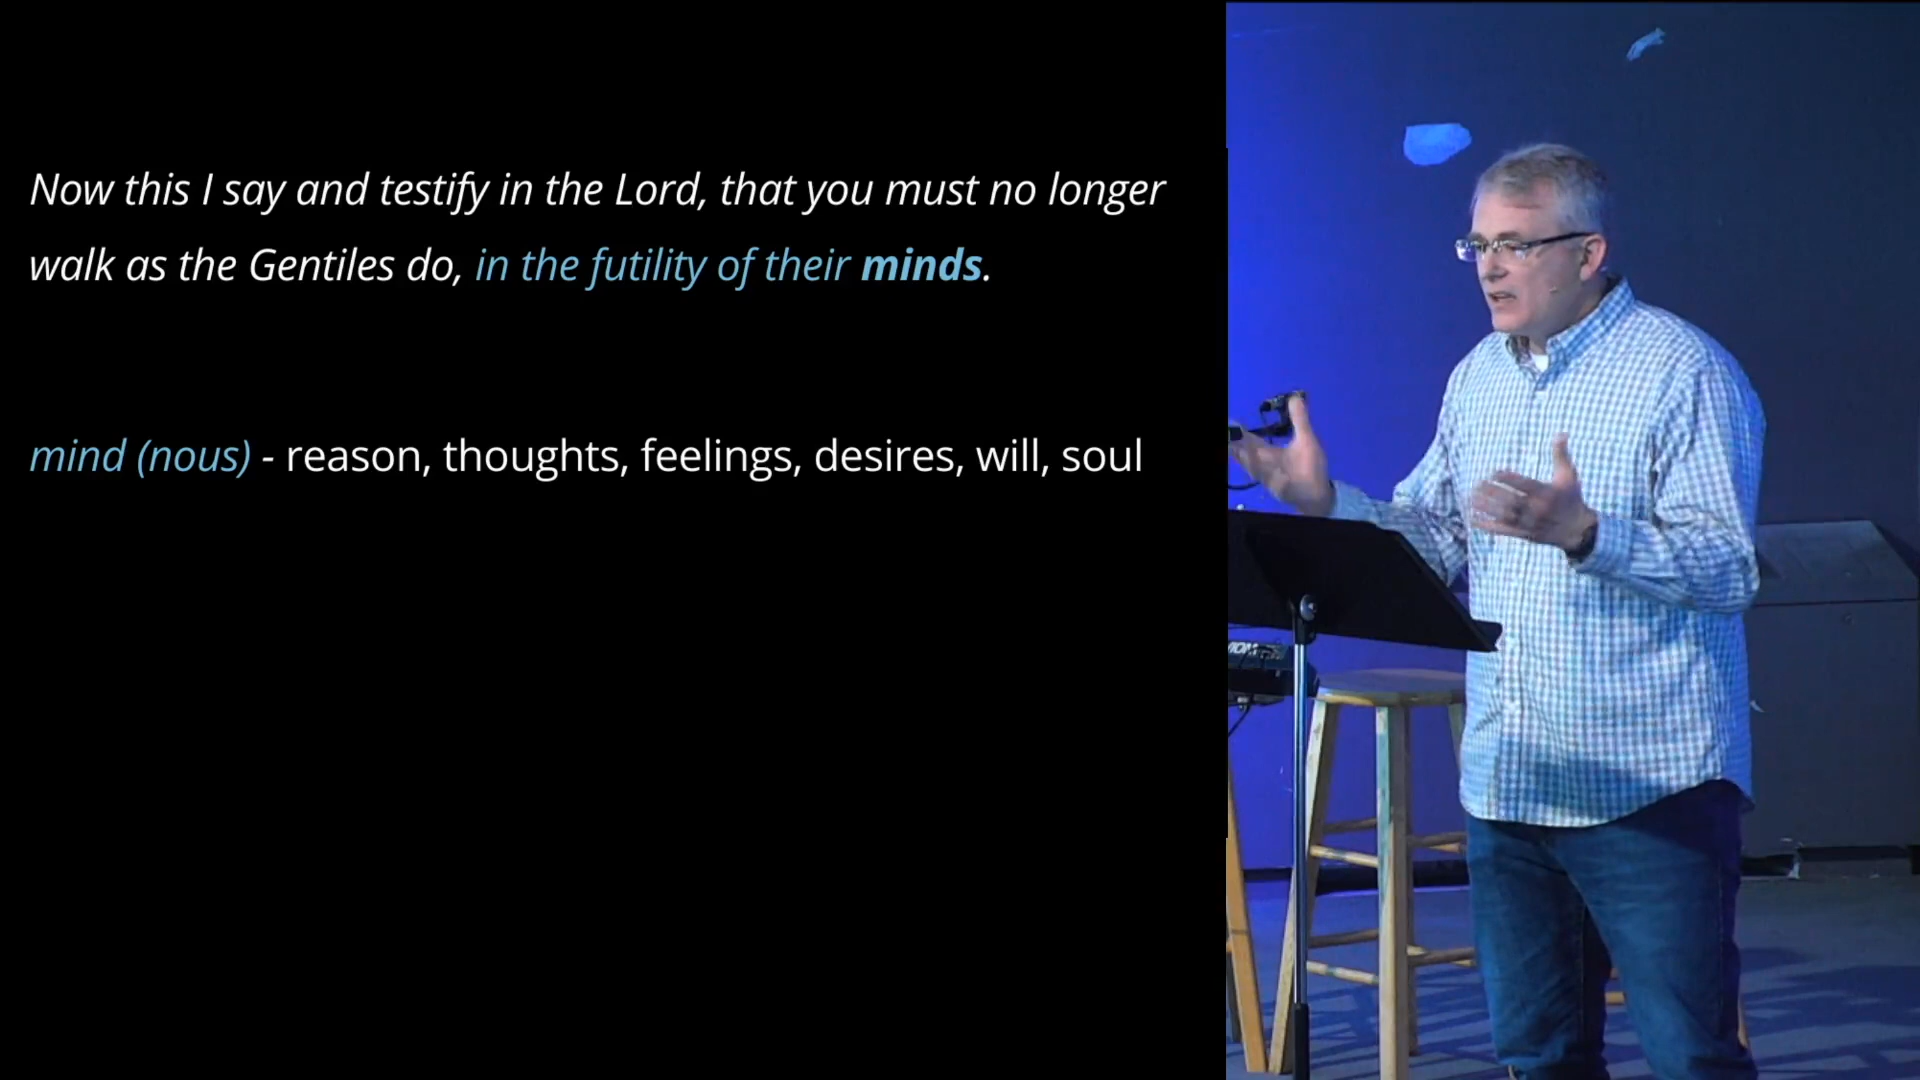 Now this I say and testify in the Lord, that you must no longer
walk as the Gentiles do, in the futility of their minds.
mind (nous) - reason, thoughts, feelings, desires, will, soul